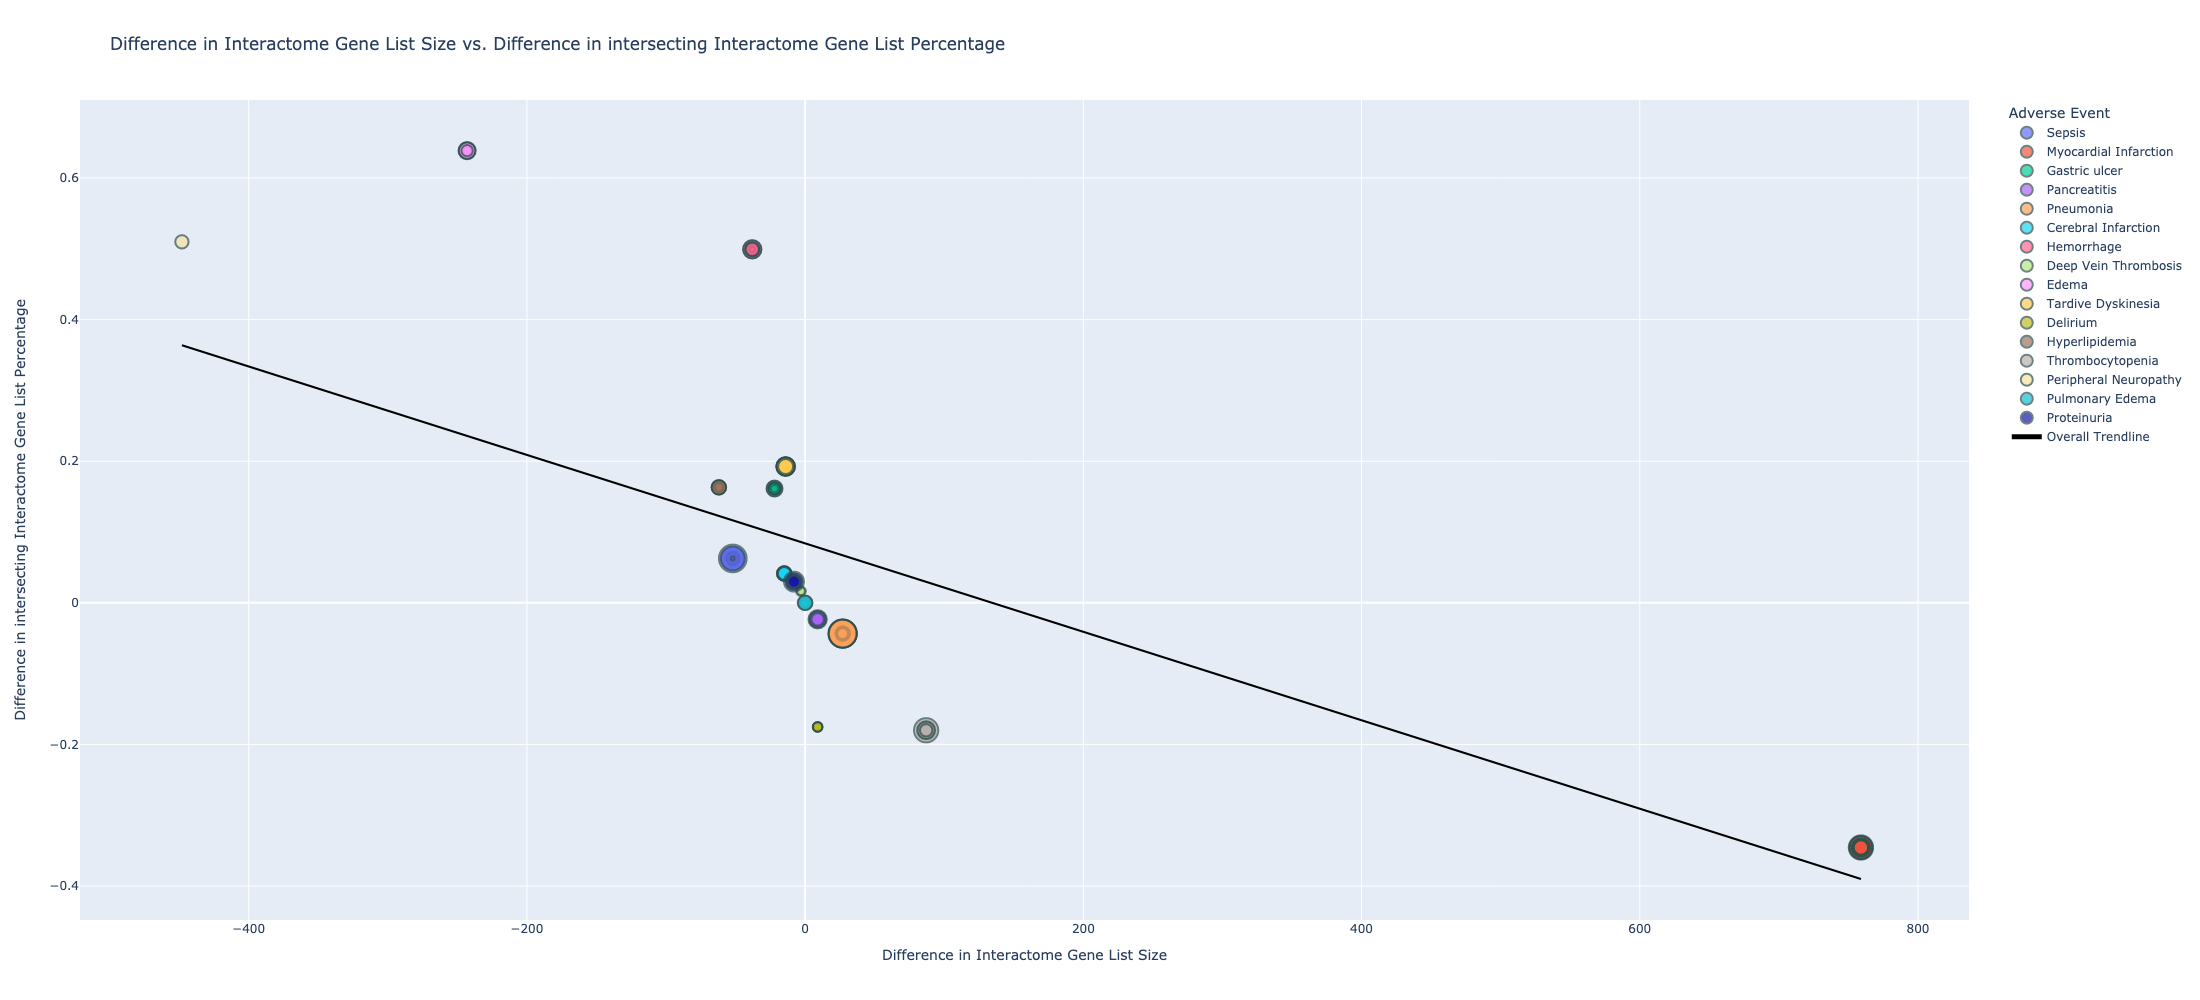 Difference in Interactome Gene List Size vs. Difference in intersecting Interactome Gene List Percentage
Difference in intersecting Interactome Gene List Percentage
0.6
0.4
0.2
0
−0.2
−0.4
−400
−200
0
200
400
600
800
Difference in Interactome Gene List Size
Adverse Event
Sepsis
Myocardial Infarction
Gastric ulcer
Pancreatitis
Pneumonia
Cerebral Infarction
Hemorrhage
Deep Vein Thrombosis
Edema
Tardive Dyskinesia
Delirium
Hyperlipidemia
Thrombocytopenia
Peripheral Neuropathy
Pulmonary Edema
Proteinuria
Overall Trendline